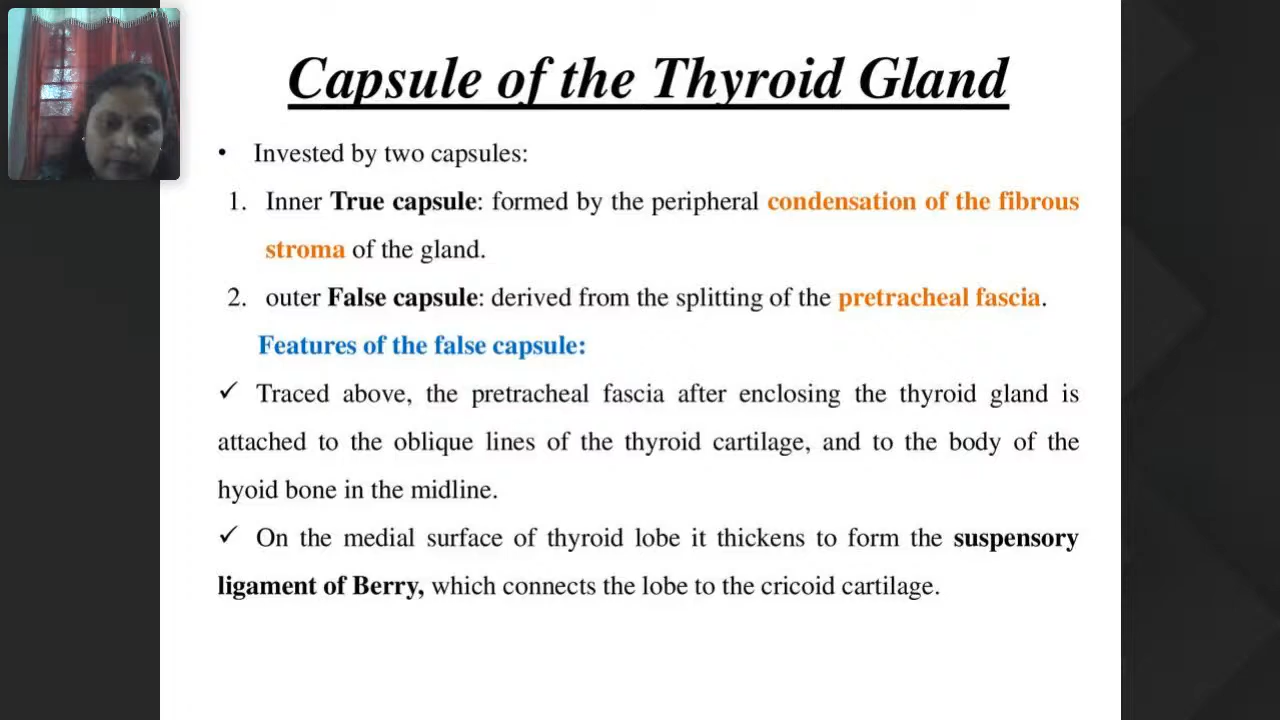 Capsule of the Thyroid Gland
• Invested by two capsules:
1. Inner True capsule: formed by the peripheral condensation of the fibrous
stroma of the gland.
2. outer False capsule: derived from the splitting of the pretracheal fascia.
Features of the false capsule:
✓ Traced above, the pretracheal fascia after enclosing the thyroid gland is
attached to the oblique lines of the thyroid cartilage, and to the body of the
hyoid bone in the midline.
✓ On the medial surface of thyroid lobe it thickens to form the suspensory
ligament of Berry, which connects the lobe to the cricoid cartilage.